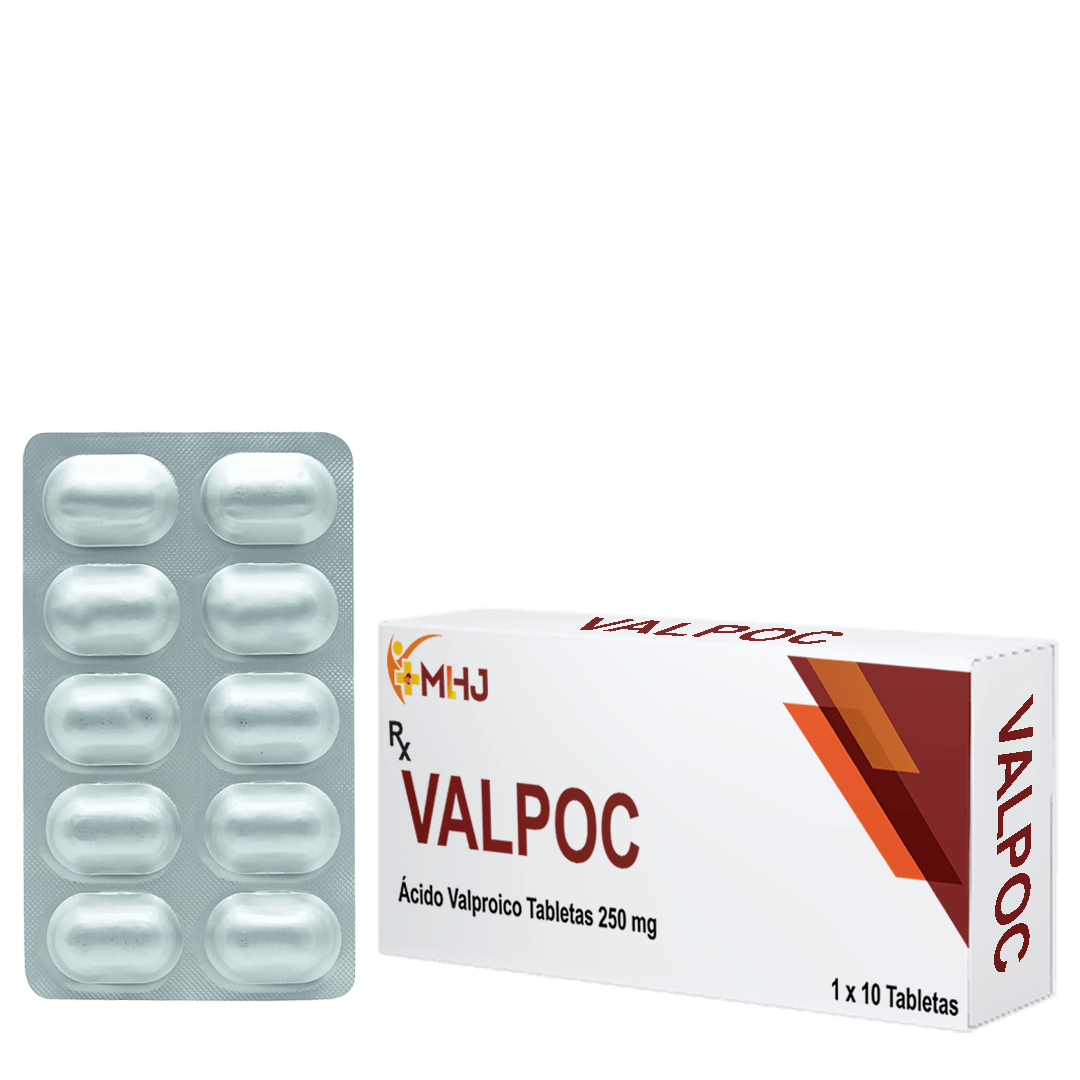 VALPOC
MHJ
Rx
VALPOC
Ácido Valproico Tabletas 250 mg
1 x 10 Tabletas
VALPOC